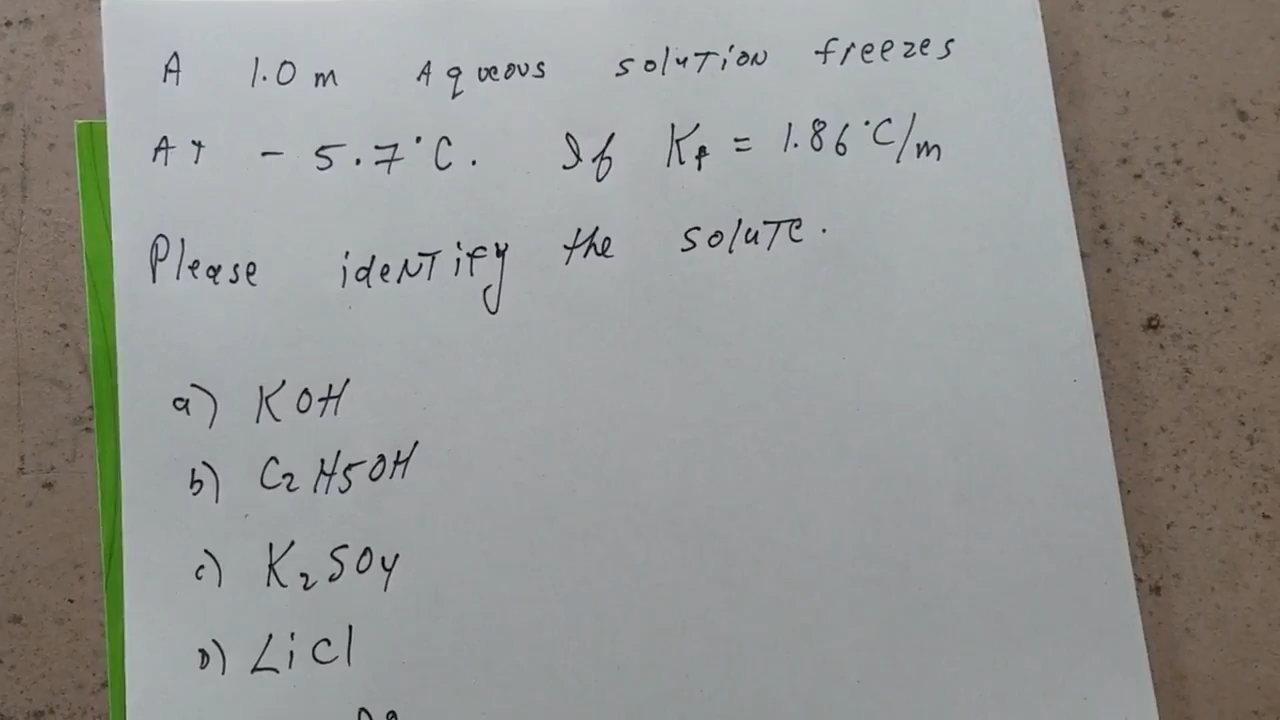 A 1.0 m Aqueous solution freezes
AT - 5.7°C. If Kf = 1.86°C/m
Please identify the solute.
a) KOH
b) C2H5OH
c) K2SO4
D) LiCl